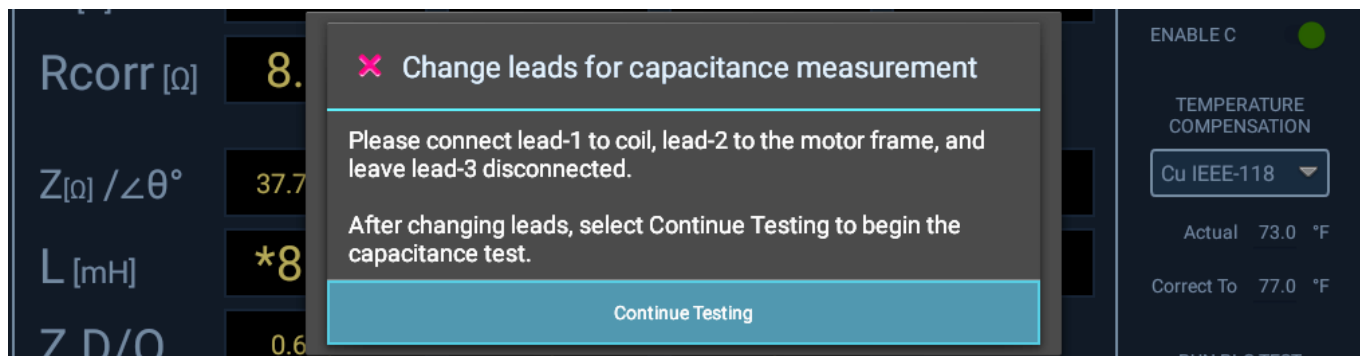 Change leads for capacitance measurement
Please connect lead-1 to coil, lead-2 to the motor frame, and
leave lead-3 disconnected.
After changing leads, select Continue Testing to begin the
capacitance test.
Continue Testing
Rcorr [Ω] 8.
Z[Ω] /∠θ° 37.7
L [mH] *8
Z D/Q 0.6
ENABLE C
TEMPERATURE
COMPENSATION
Cu IEEE-118
Actual 73.0 °F
Correct To 77.0 °F